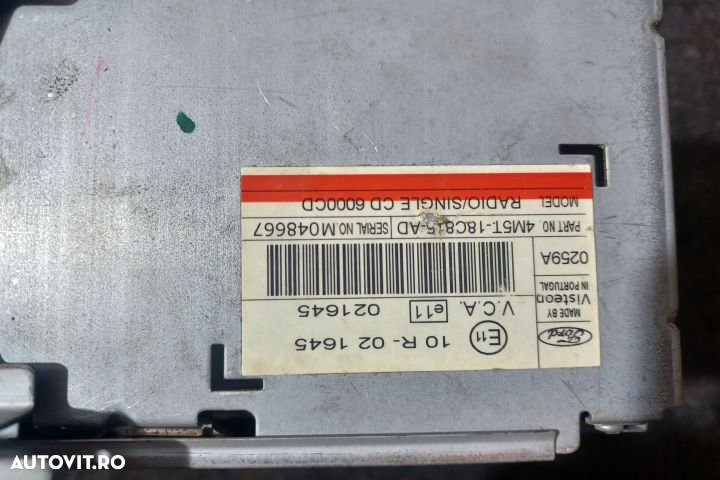 Ford
E11
10 R - 02 1645
MADE BY
Visteon
IN PORTUGAL
V.C.A. e11 021645
0259A
PART NO 4M5T-18C815-AD SERIAL NO. M048667
MODEL RADIO/SINGLE CD 6000CD
AUTOVIT.RO